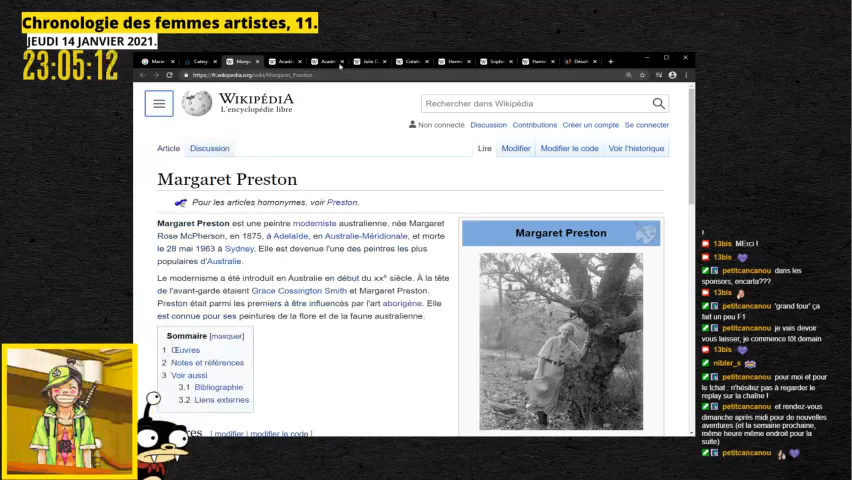 Chronologie des femmes artistes, 11.
JEUDI 14 JANVIER 2021.
23:05:12
https://fr.wikipedia.org/wiki/Margaret_Preston
WIKIPÉDIA
L'encyclopédie libre
Rechercher dans Wikipédia
Non connecté Discussion Contributions Créer un compte Se connecter
Article Discussion Lire Modifier Modifier le code Voir l'historique
Margaret Preston
Pour les articles homonymes, voir Preston.
Margaret Preston est une peintre moderniste australienne, née Margaret
Rose McPherson, en 1875, à Adelaïde, en Australie-Méridionale, et morte
le 28 mai 1963 à Sydney. Elle est devenue l'une des peintres les plus
populaires d'Australie.
Le modernisme a été introduit en Australie en début du XXe siècle. À la tête
de l'avant-garde étaient Grace Cossington Smith et Margaret Preston.
Preston était parmi les premiers à être influencés par l'art aborigène. Elle
est connue pour ses peintures de la flore et de la faune australienne.
Sommaire [masquer]
1 Œuvres
2 Notes et références
3 Voir aussi
3.1 Bibliographie
3.2 Liens externes
[modifier | modifier le code]
Margaret Preston
!
13bis MErci !
13bis
petitcancanou dans les
sponsors, encarta???
13bis
petitcancanou 'grand tour' ça
fait un peu F1
petitcancanou je vais devoir
vous laisser, je commence tôt demain
13bis
nibler_s
petitcancanou pour moi et pour
le tchat : n'hésitez pas à regarder le
replay sur la chaîne !
petitcancanou et rendez-vous
dimanche après midi pour de nouvelles
aventures (et la semaine prochaine,
même heure même endroit pour la
suite)
petitcancanou